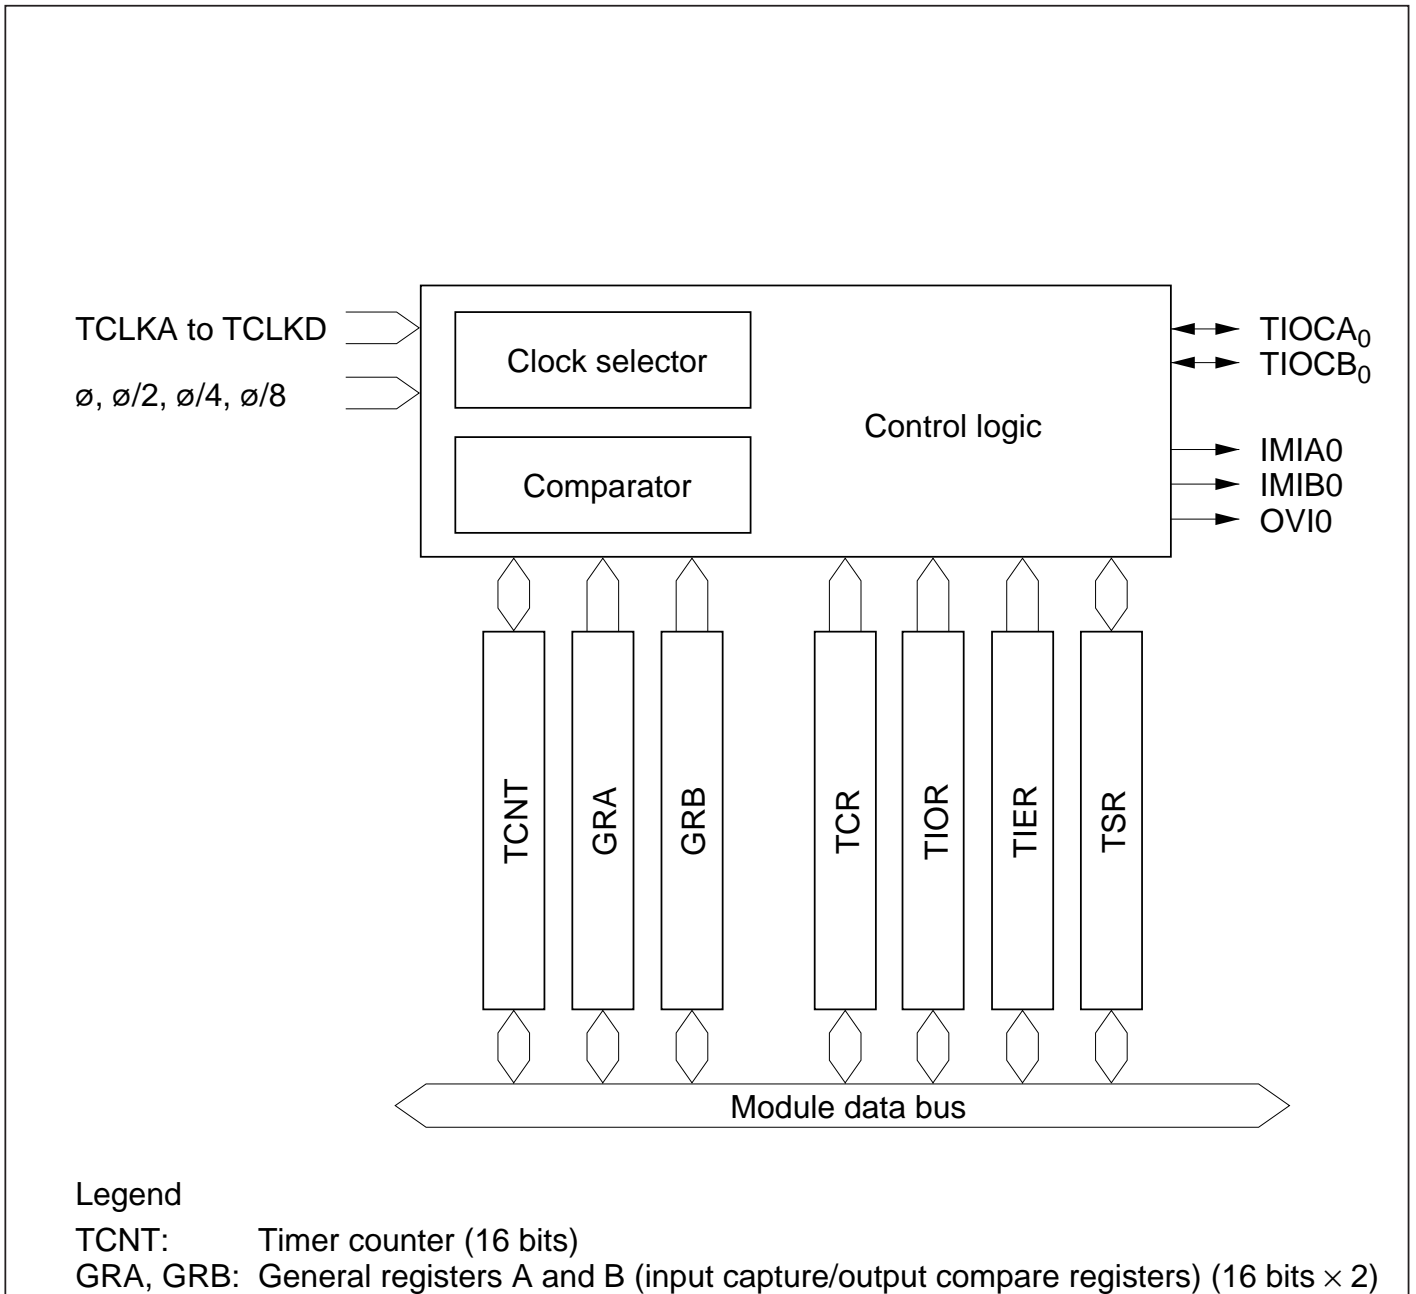 TCLKA to TCLKD
ø, ø/2, ø/4, ø/8
Clock selector
Comparator
Control logic
TIOCA0
TIOCB0
IMIA0
IMIB0
OVI0
TCNT
GRA
GRB
TCR
TIOR
TIER
TSR
Module data bus
Legend
TCNT: Timer counter (16 bits)
GRA, GRB: General registers A and B (input capture/output compare registers) (16 bits × 2)